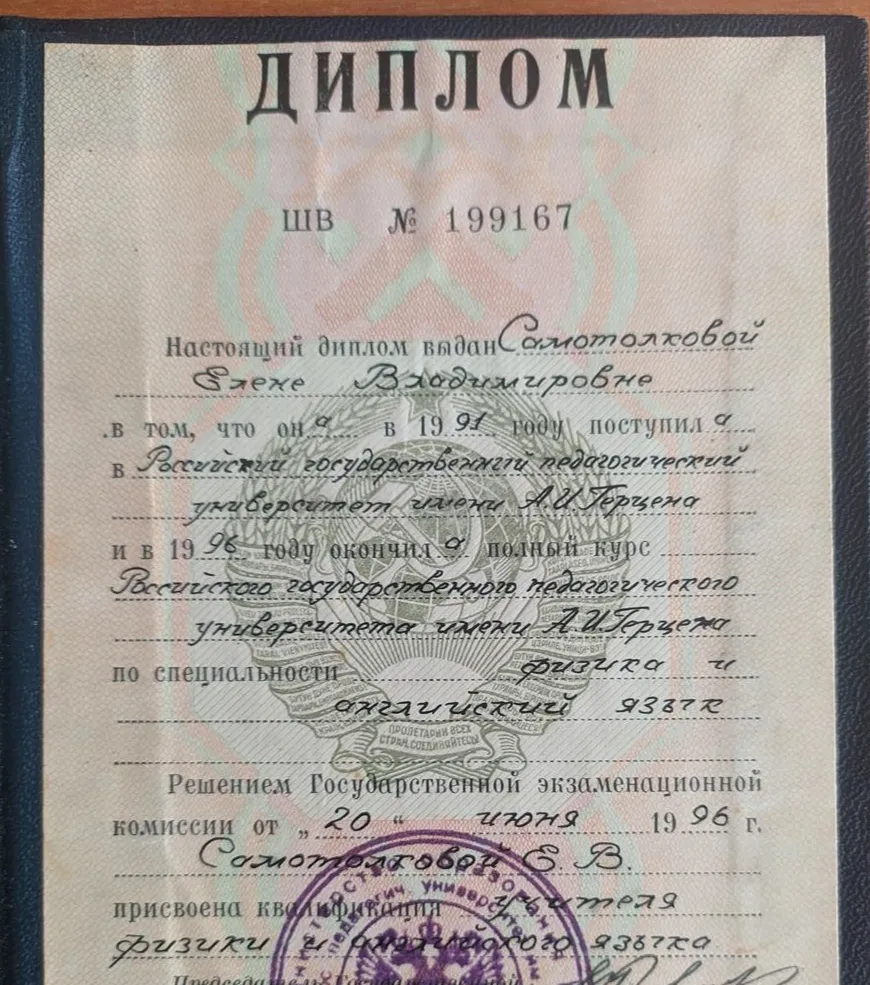 ДИПЛОМ
ШВ № 199167
Настоящий диплом выдан Самотолковой
Елене Владимировне
в том, что она в 1991 году поступила
в Российский государственный педагогический
университет имени А.И.Герцена
и в 1996 году окончила полный курс
Российского государственного педагогического
университета имени А.И.Герцена
по специальности физика и
английский язык
ПРОЛЕТАРИИ ВСЕХ
СТРАН, СОЕДИНЯЙТЕСЬ!
Решением Государственной экзаменационной
комиссии от „20“ июня 1996 г.
Самотолковой Е. В.
присвоена квалификация учителя
физики и английского языка
Председатель Государственной